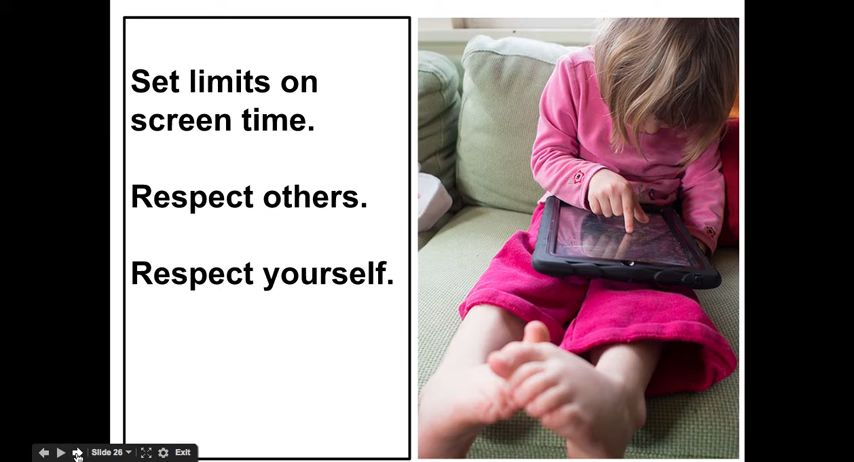 Set limits on
screen time.
Respect others.
Respect yourself.
Slide 26
Exit